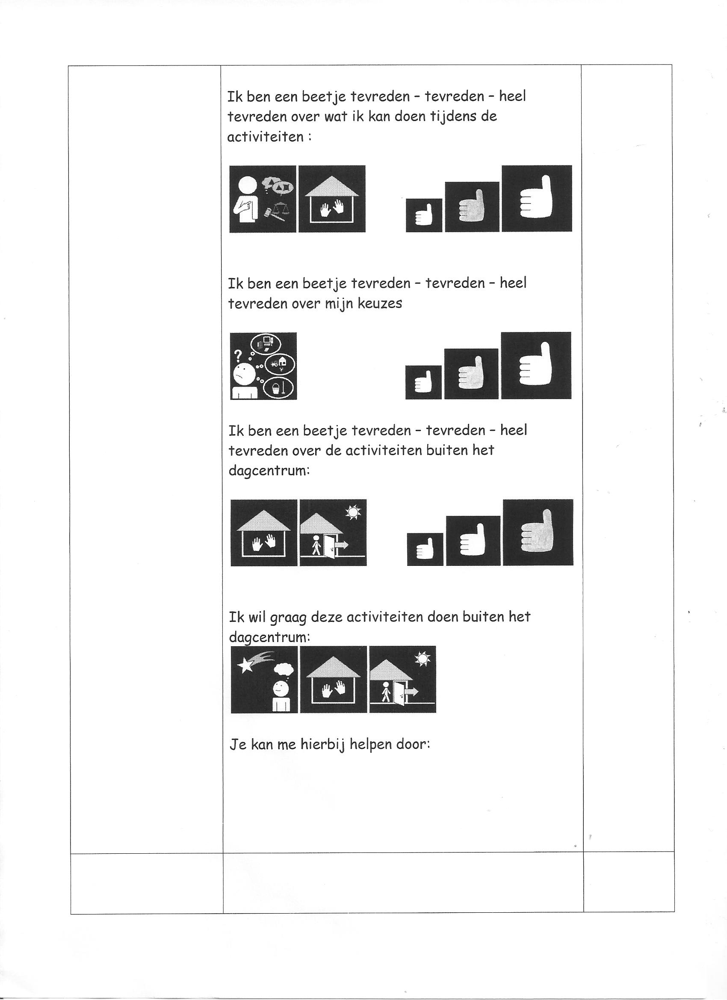 Ik ben een beetje tevreden – tevreden – heel
tevreden over wat ik kan doen tijdens de
activiteiten :
Ik ben een beetje tevreden – tevreden – heel
tevreden over mijn keuzes
?
Ik ben een beetje tevreden – tevreden – heel
tevreden over de activiteiten buiten het
dagcentrum:
Ik wil graag deze activiteiten doen buiten het
dagcentrum:
Je kan me hierbij helpen door: